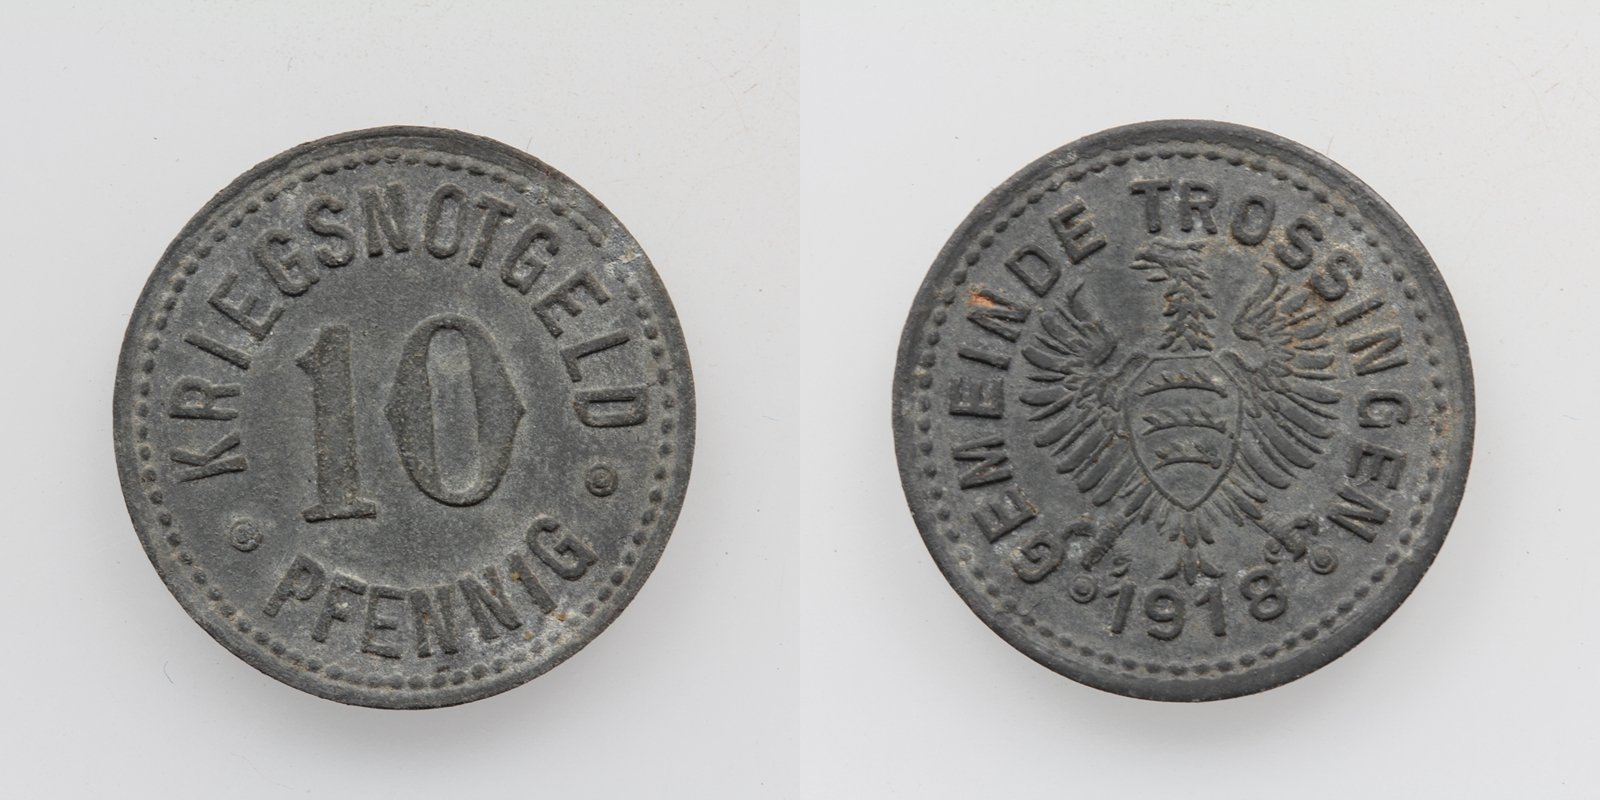 KRIEGSNOTGELD
10
PFENNIG
GEMEINDE TROSSINGEN
1918